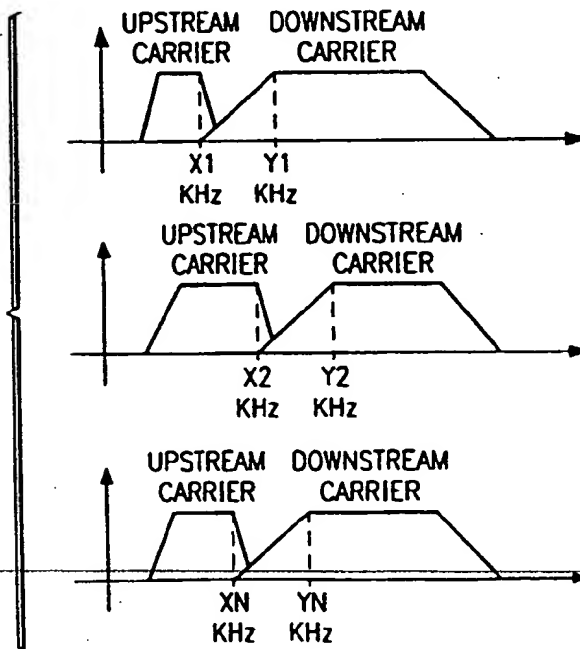 UPSTREAM DOWNSTREAM
CARRIER CARRIER
X1 Y1
KHz KHz
UPSTREAM DOWNSTREAM
CARRIER CARRIER
X2 Y2
KHz KHz
UPSTREAM DOWNSTREAM
CARRIER CARRIER
XN YN
KHz KHz